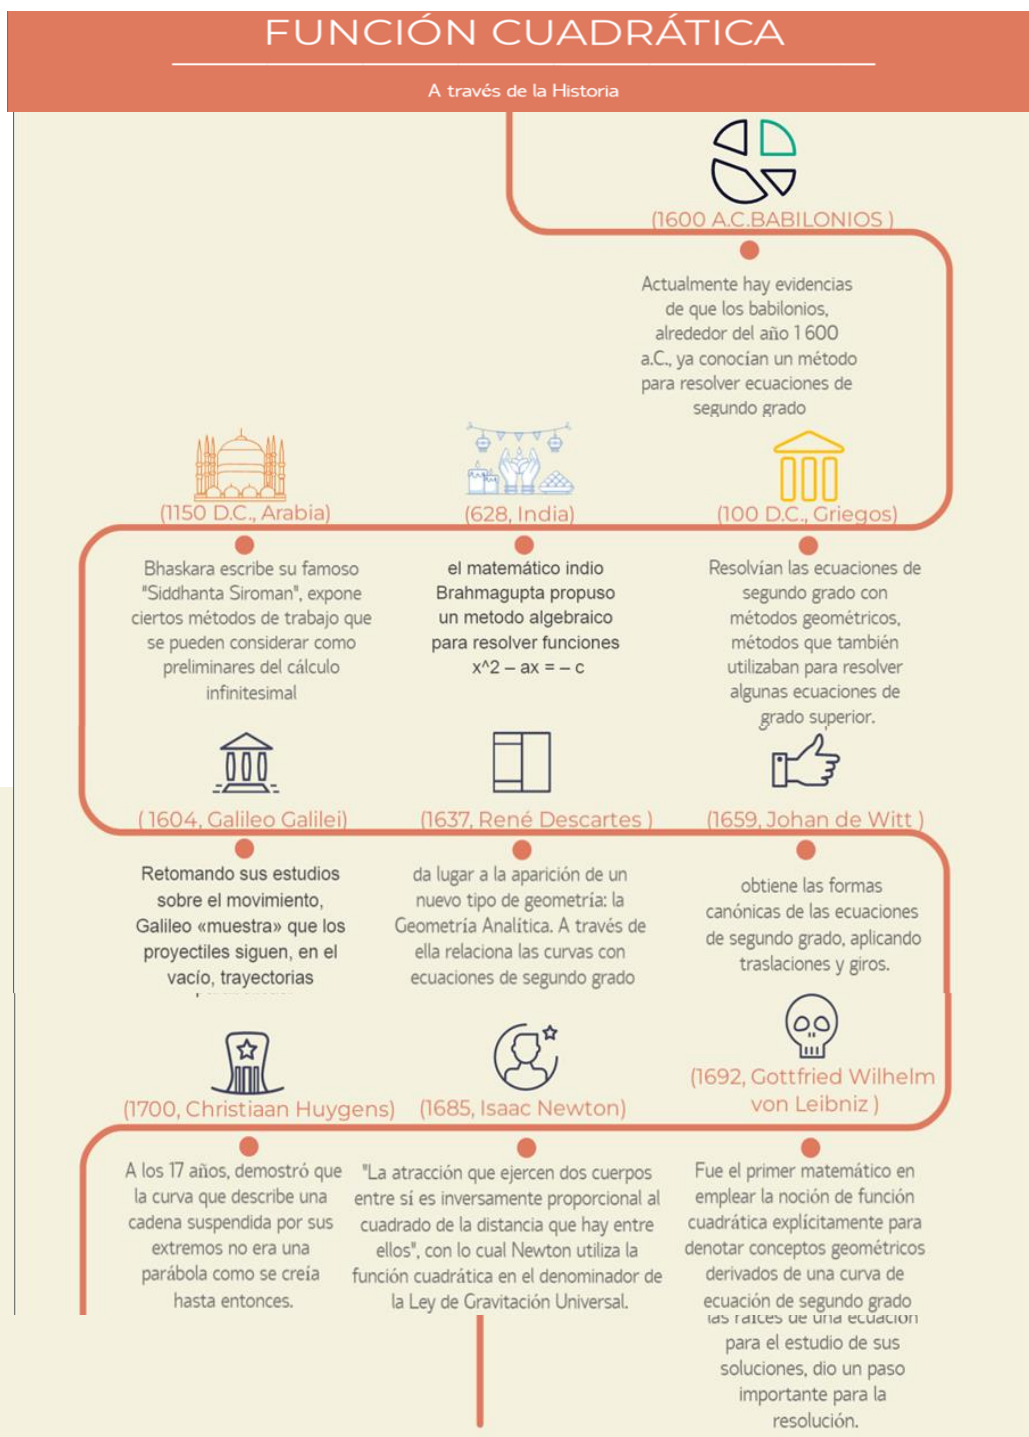 FUNCIÓN CUADRÁTICA
A través de la Historia
(1600 A.C.BABILONIOS )
Actualmente hay evidencias
de que los babilonios,
alrededor del año 1 600
a.C., ya conocían un método
para resolver ecuaciones de
segundo grado
(100 D.C., Griegos)
Resolvían las ecuaciones de
segundo grado con
métodos geométricos,
métodos que también
utilizaban para resolver
algunas ecuaciones de
grado superior.
(628, India)
el matemático indio
Brahmagupta propuso
un metodo algebraico
para resolver funciones
x^2 – ax = – c
(1150 D.C., Arabia)
Bhaskara escribe su famoso
"Siddhanta Siroman", expone
ciertos métodos de trabajo que
se pueden considerar como
preliminares del cálculo
infinitesimal
( 1604, Galileo Galilei)
Retomando sus estudios
sobre el movimiento,
Galileo «muestra» que los
proyectiles siguen, en el
vacío, trayectorias
(1637, René Descartes )
da lugar a la aparición de un
nuevo tipo de geometría: la
Geometría Analítica. A través de
ella relaciona las curvas con
ecuaciones de segundo grado
(1659, Johan de Witt )
obtiene las formas
canónicas de las ecuaciones
de segundo grado, aplicando
traslaciones y giros.
(1692, Gottfried Wilhelm
von Leibniz )
Fue el primer matemático en
emplear la noción de función
cuadrática explícitamente para
denotar conceptos geométricos
derivados de una curva de
ecuación de segundo grado
las raíces de una ecuación
para el estudio de sus
soluciones, dio un paso
importante para la
resolución.
(1685, Isaac Newton)
"La atracción que ejercen dos cuerpos
entre sí es inversamente proporcional al
cuadrado de la distancia que hay entre
ellos", con lo cual Newton utiliza la
función cuadrática en el denominador de
la Ley de Gravitación Universal.
(1700, Christiaan Huygens)
A los 17 años, demostró que
la curva que describe una
cadena suspendida por sus
extremos no era una
parábola como se creía
hasta entonces.